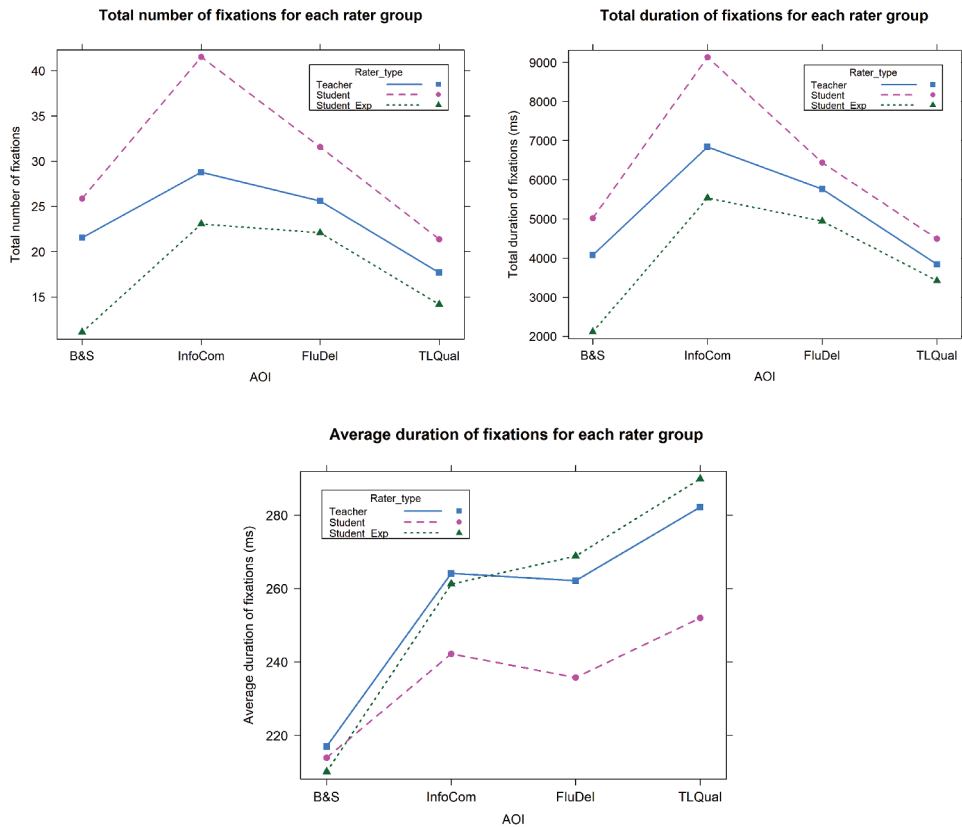 Total number of fixations for each rater group
Total number of fixations
40
35
30
25
20
15
Rater_type
Teacher
Student
Student_Exp
B&S
InfoCom
FluDel
TLQual
AOI
Total duration of fixations for each rater group
Total duration of fixations (ms)
9000
8000
7000
6000
5000
4000
3000
2000
Rater_type
Teacher
Student
Student_Exp
B&S
InfoCom
FluDel
TLQual
AOI
Average duration of fixations for each rater group
Average duration of fixations (ms)
280
260
240
220
Rater_type
Teacher
Student
Student_Exp
B&S
InfoCom
FluDel
TLQual
AOI